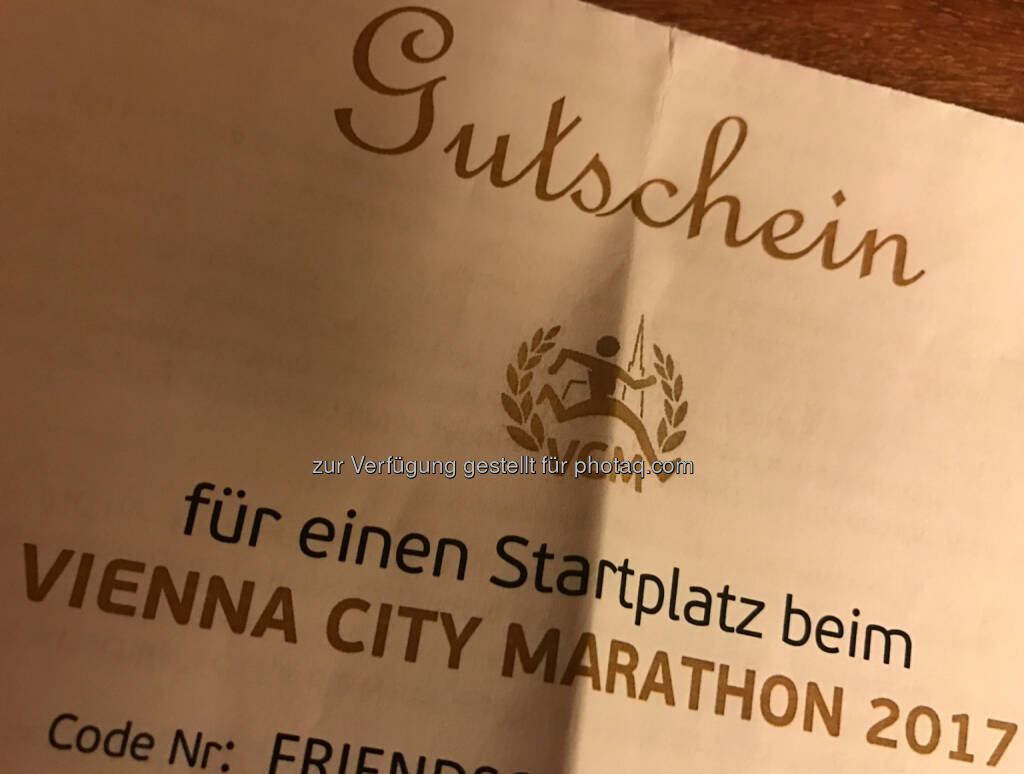 Gutschein
VCM
zur Verfügung gestellt für photaq.com
für einen Startplatz beim
VIENNA CITY MARATHON 2017
Code Nr: